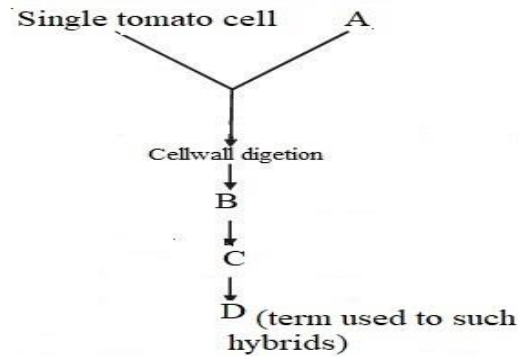 Single tomato cell A
Cellwall digetion
B
C
D (term used to such
hybrids)